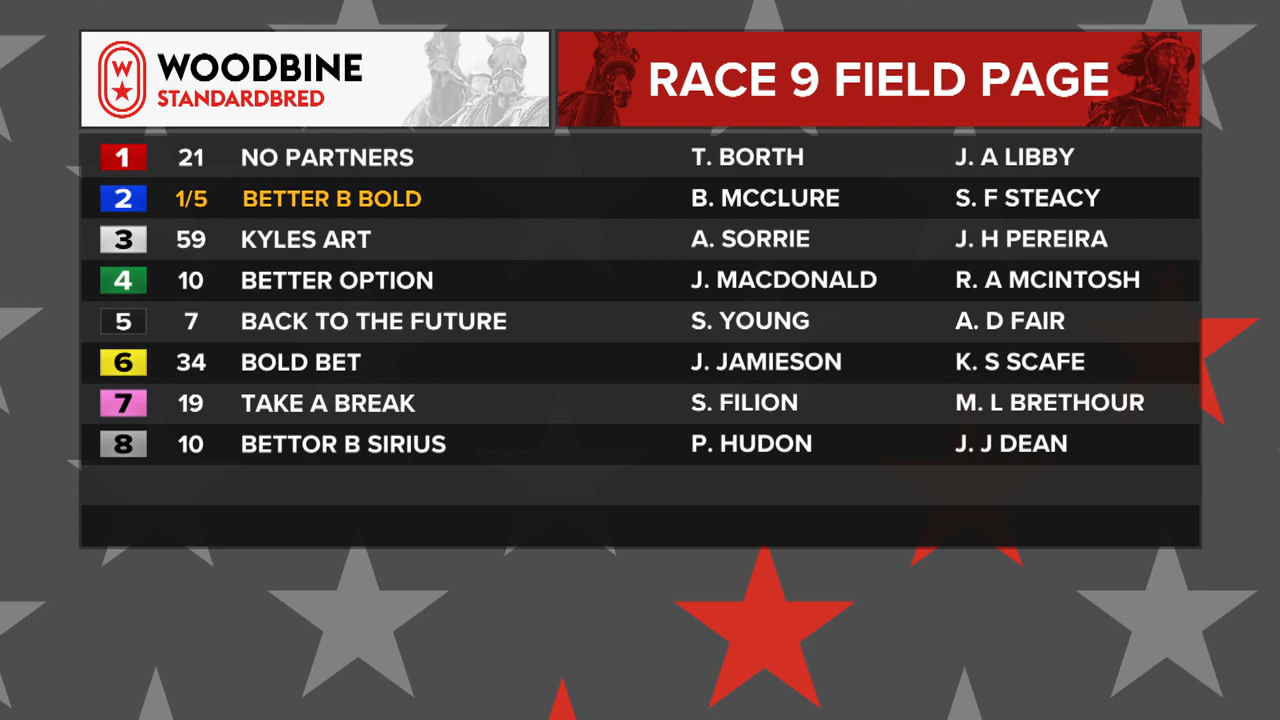 W
WOODBINE
STANDARDBRED
RACE 9 FIELD PAGE
1 21 NO PARTNERS T. BORTH J. A LIBBY
2 1/5 BETTER B BOLD B. MCCLURE S. F STEACY
3 59 KYLES ART A. SORRIE J. H PEREIRA
4 10 BETTER OPTION J. MACDONALD R. A MCINTOSH
5 7 BACK TO THE FUTURE S. YOUNG A. D FAIR
6 34 BOLD BET J. JAMIESON K. S SCAFE
7 19 TAKE A BREAK S. FILION M. L BRETHOUR
8 10 BETTOR B SIRIUS P. HUDON J. J DEAN